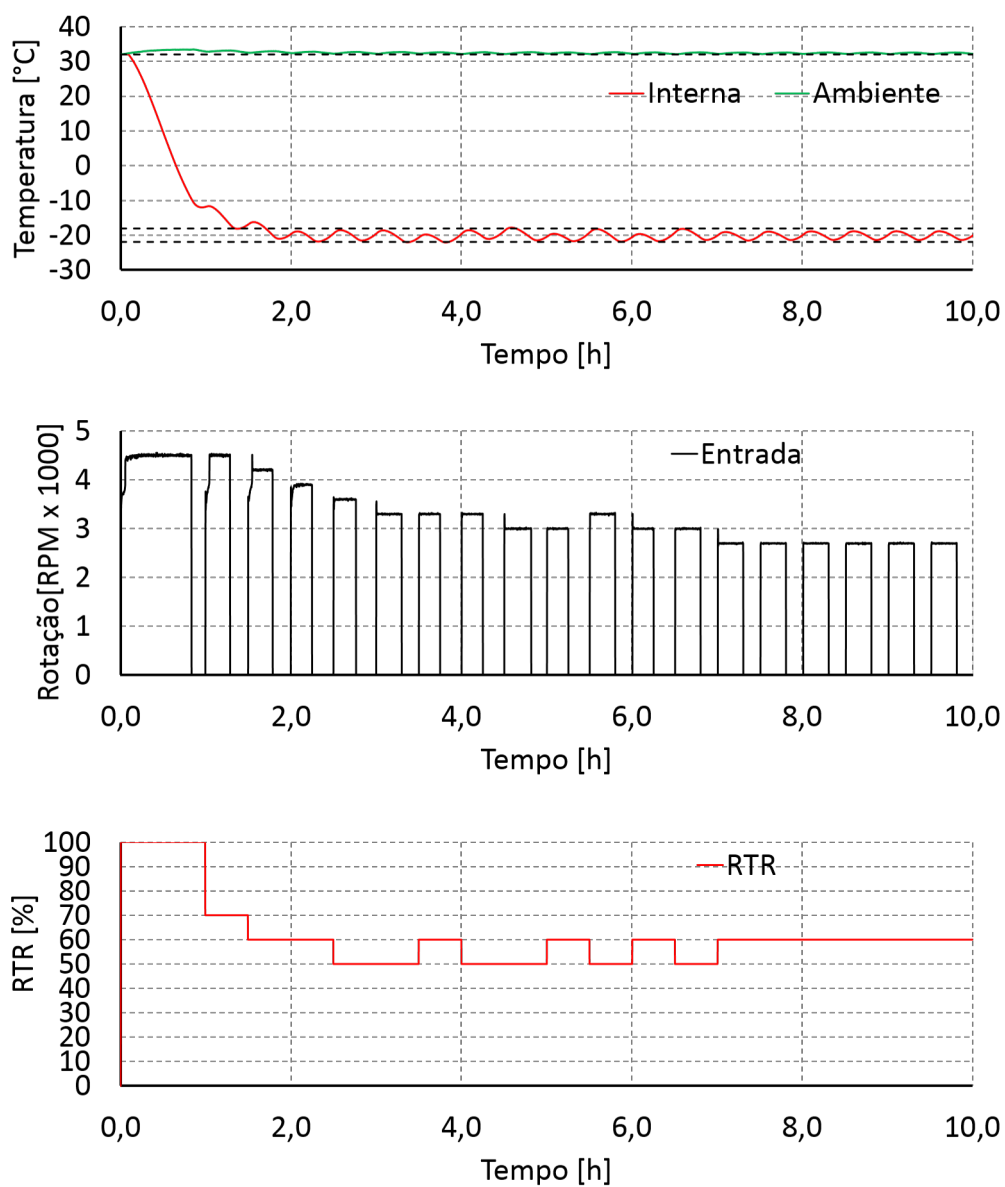 40
30
20
10
0
-10
-20
-30
Temperatura [°C]
Interna
Ambiente
0,0 2,0 4,0 6,0 8,0 10,0
Tempo [h]
5
4
3
2
1
0
Rotação[RPM x 1000]
Entrada
0,0 2,0 4,0 6,0 8,0 10,0
Tempo [h]
100
90
80
70
60
50
40
30
20
10
0
RTR [%]
RTR
0,0 2,0 4,0 6,0 8,0 10,0
Tempo [h]